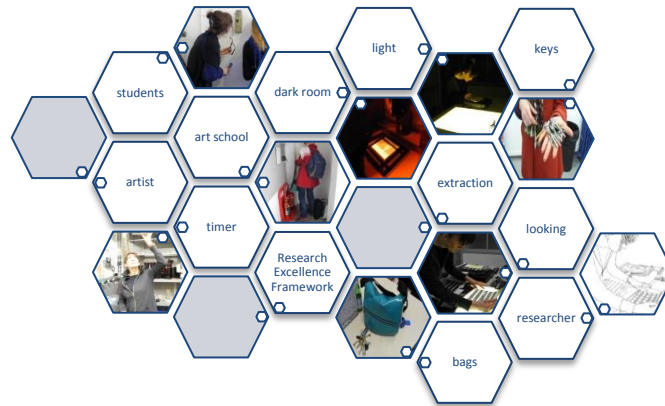 light
keys
students
dark room
art school
artist
extraction
timer
looking
Research
Excellence
Framework
researcher
bags